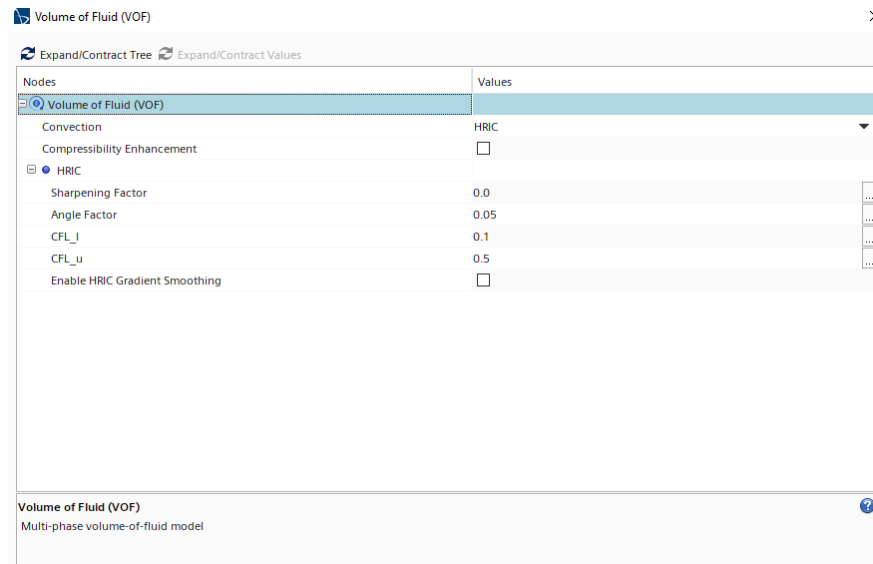 Volume of Fluid (VOF)
Expand/Contract Tree Expand/Contract Values
Nodes Values
Volume of Fluid (VOF)
Convection HRIC
Compressibility Enhancement
HRIC
Sharpening Factor 0.0 ...
Angle Factor 0.05 ...
CFL_l 0.1 ...
CFL_u 0.5 ...
Enable HRIC Gradient Smoothing
Volume of Fluid (VOF)
Multi-phase volume-of-fluid model